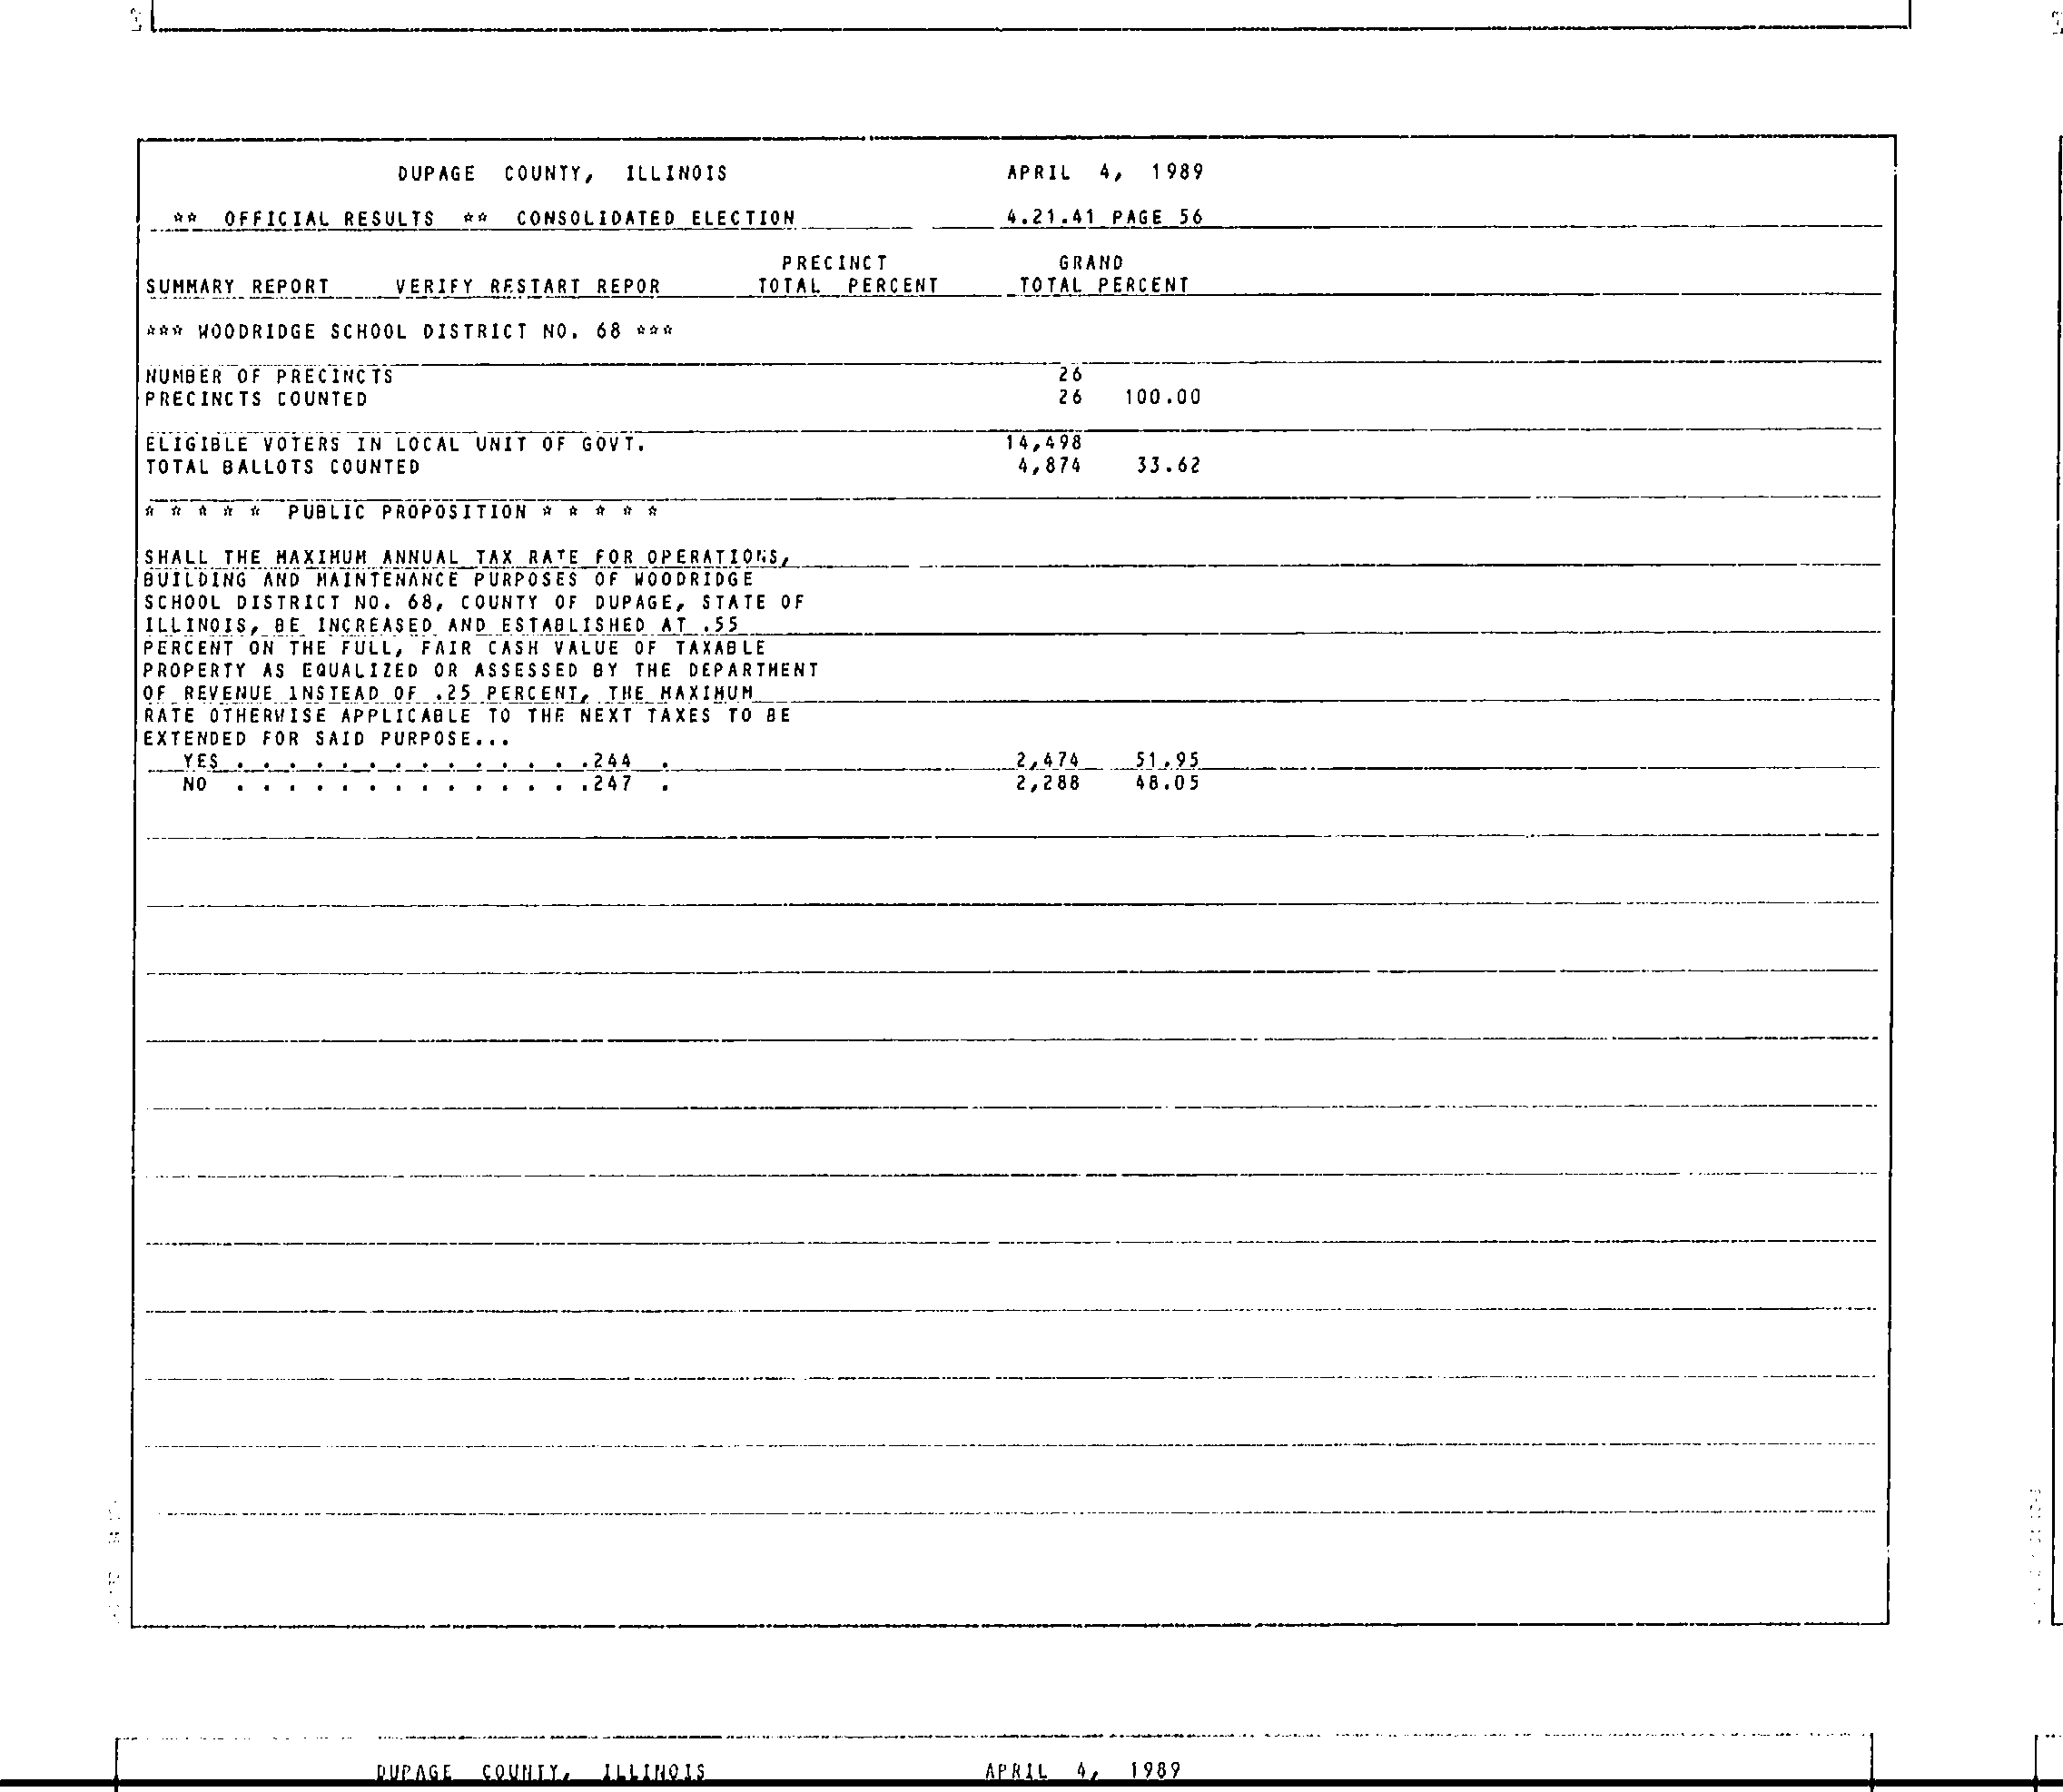 DUPAGE COUNTY, ILLINOIS APRIL 4, 1989
** OFFICIAL RESULTS ** CONSOLIDATED ELECTION 4.21.41 PAGE 56
PRECINCT GRAND
SUMMARY REPORT VERIFY RESTART REPOR TOTAL PERCENT TOTAL PERCENT
*** WOODRIDGE SCHOOL DISTRICT NO. 68 ***
NUMBER OF PRECINCTS 26
PRECINCTS COUNTED 26 100.00
ELIGIBLE VOTERS IN LOCAL UNIT OF GOVT. 14,498
TOTAL BALLOTS COUNTED 4,874 33.62
* * * * * PUBLIC PROPOSITION * * * * *
SHALL THE MAXIMUM ANNUAL TAX RATE FOR OPERATIONS,
BUILDING AND MAINTENANCE PURPOSES OF WOODRIDGE
SCHOOL DISTRICT NO. 68, COUNTY OF DUPAGE, STATE OF
ILLINOIS, BE INCREASED AND ESTABLISHED AT .55
PERCENT ON THE FULL, FAIR CASH VALUE OF TAXABLE
PROPERTY AS EQUALIZED OR ASSESSED BY THE DEPARTMENT
OF REVENUE INSTEAD OF .25 PERCENT, THE MAXIMUM
RATE OTHERWISE APPLICABLE TO THE NEXT TAXES TO BE
EXTENDED FOR SAID PURPOSE...
YES . . . . . . . . . . . . . .244 . 2,474 51.95
NO . . . . . . . . . . . . . .247 . 2,288 48.05
DUPAGE COUNTY, ILLINOIS APRIL 4, 1989